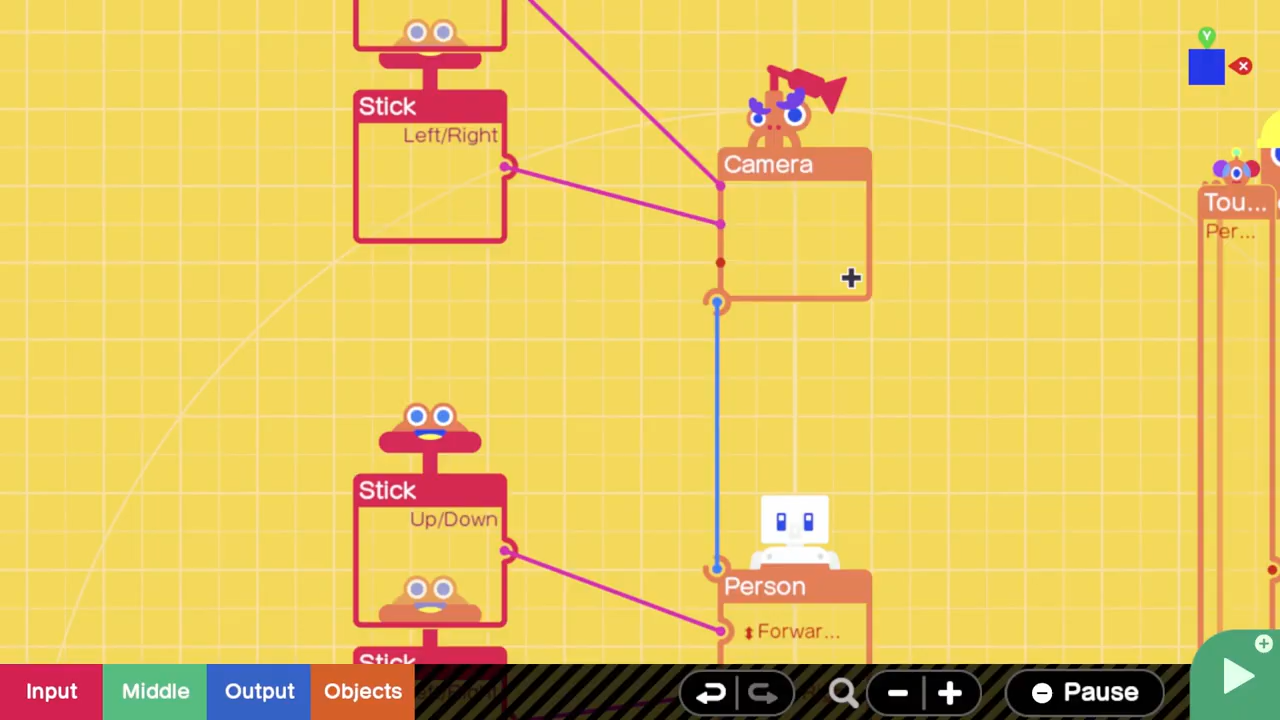 Y
Stick
Left/Right
Camera
Tou...
Per...
Stick
Up/Down
Person
Forwar...
Stick
Input
Middle
Output
Objects
Pause